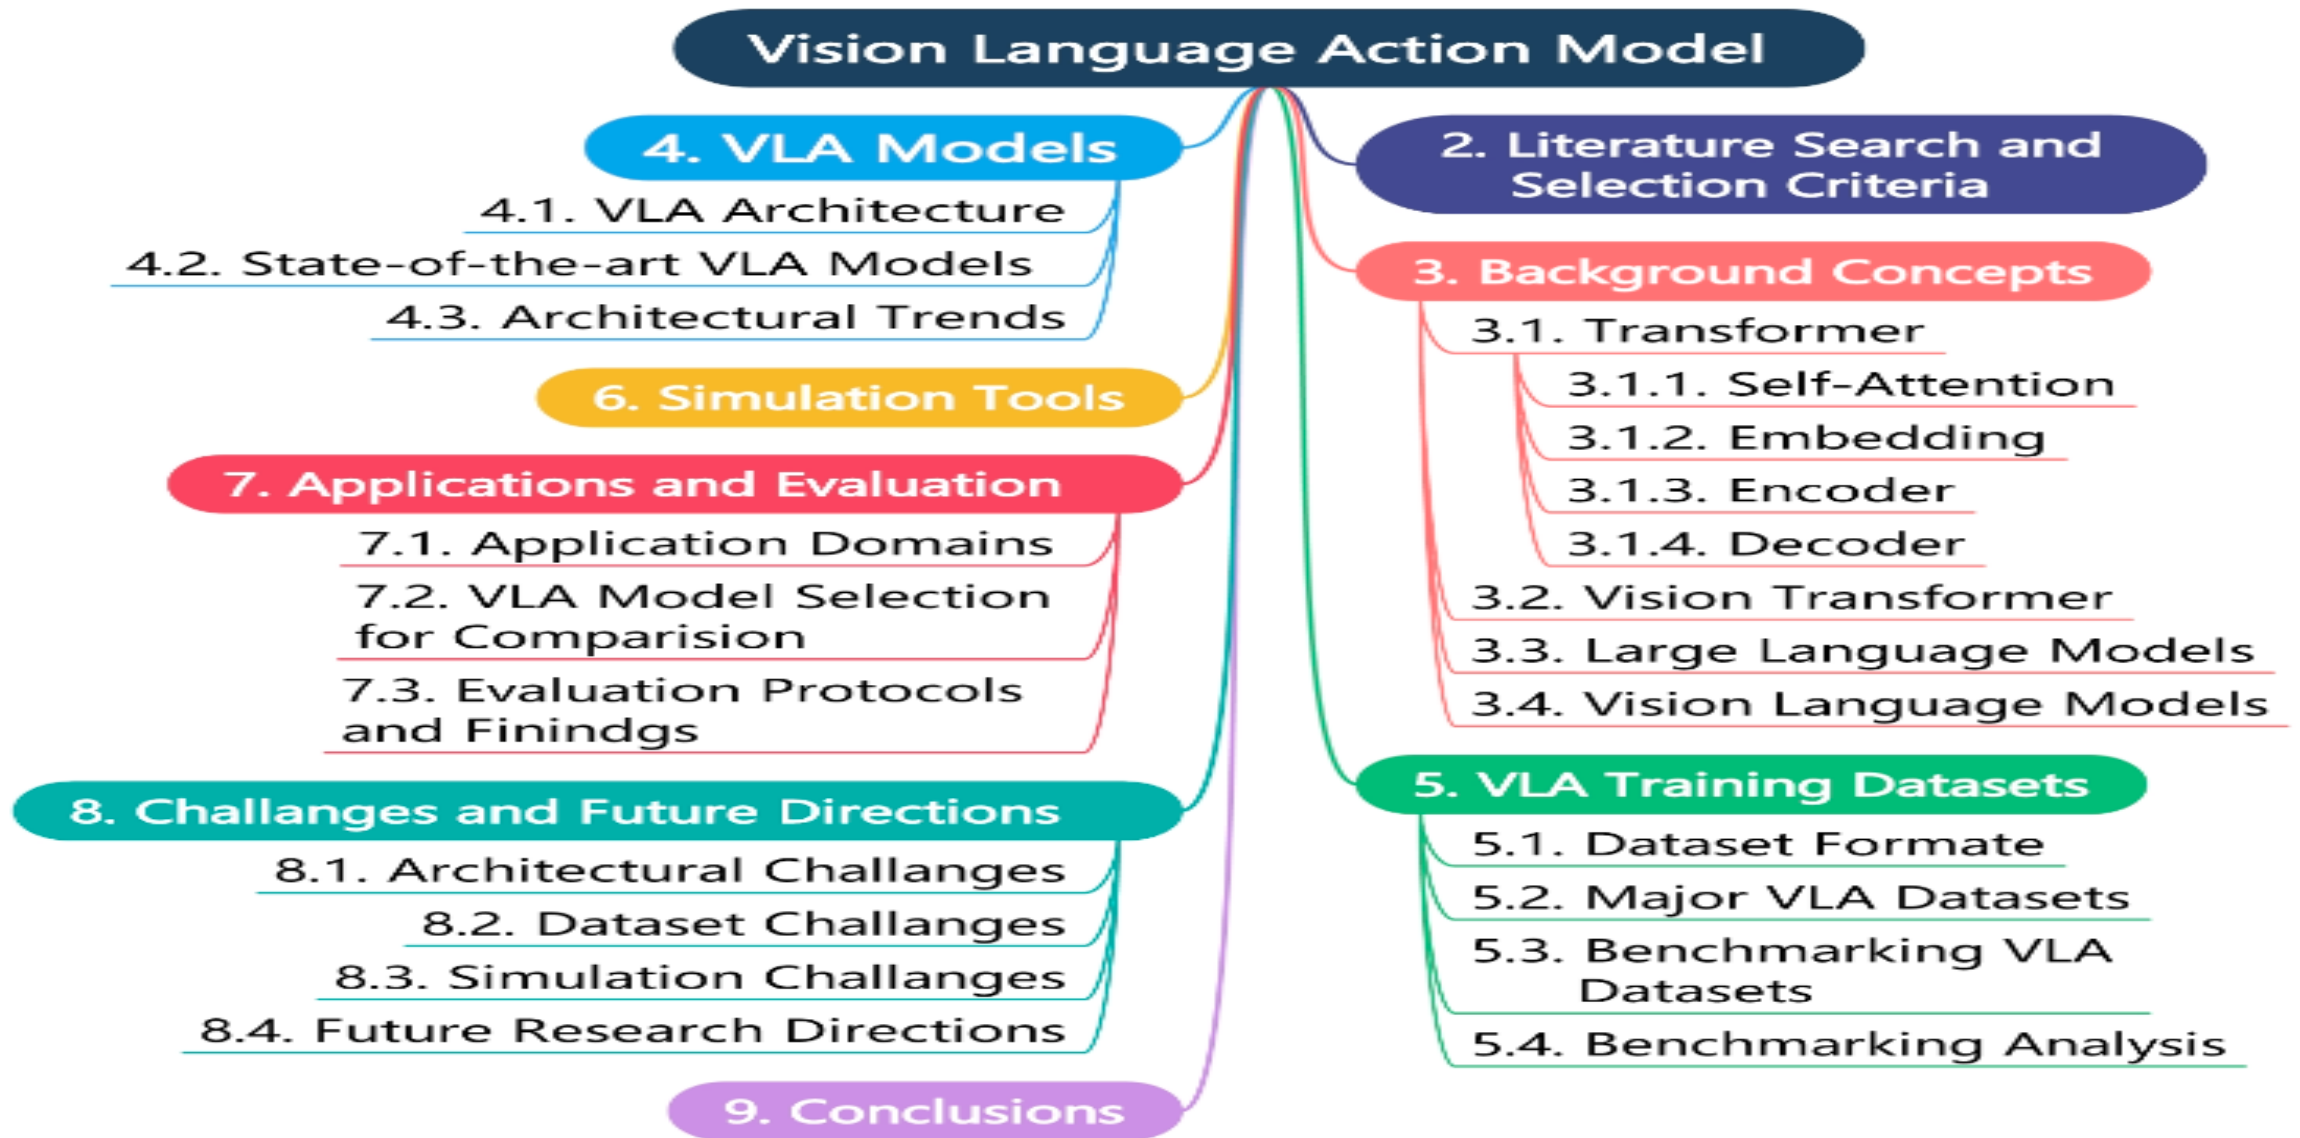 Vision Language Action Model
4. VLA Models
4.1. VLA Architecture
4.2. State-of-the-art VLA Models
4.3. Architectural Trends
6. Simulation Tools
7. Applications and Evaluation
7.1. Application Domains
7.2. VLA Model Selection
for Comparision
7.3. Evaluation Protocols
and Finindgs
8. Challanges and Future Directions
8.1. Architectural Challanges
8.2. Dataset Challanges
8.3. Simulation Challanges
8.4. Future Research Directions
9. Conclusions
2. Literature Search and
Selection Criteria
3. Background Concepts
3.1. Transformer
3.1.1. Self-Attention
3.1.2. Embedding
3.1.3. Encoder
3.1.4. Decoder
3.2. Vision Transformer
3.3. Large Language Models
3.4. Vision Language Models
5. VLA Training Datasets
5.1. Dataset Formate
5.2. Major VLA Datasets
5.3. Benchmarking VLA
Datasets
5.4. Benchmarking Analysis